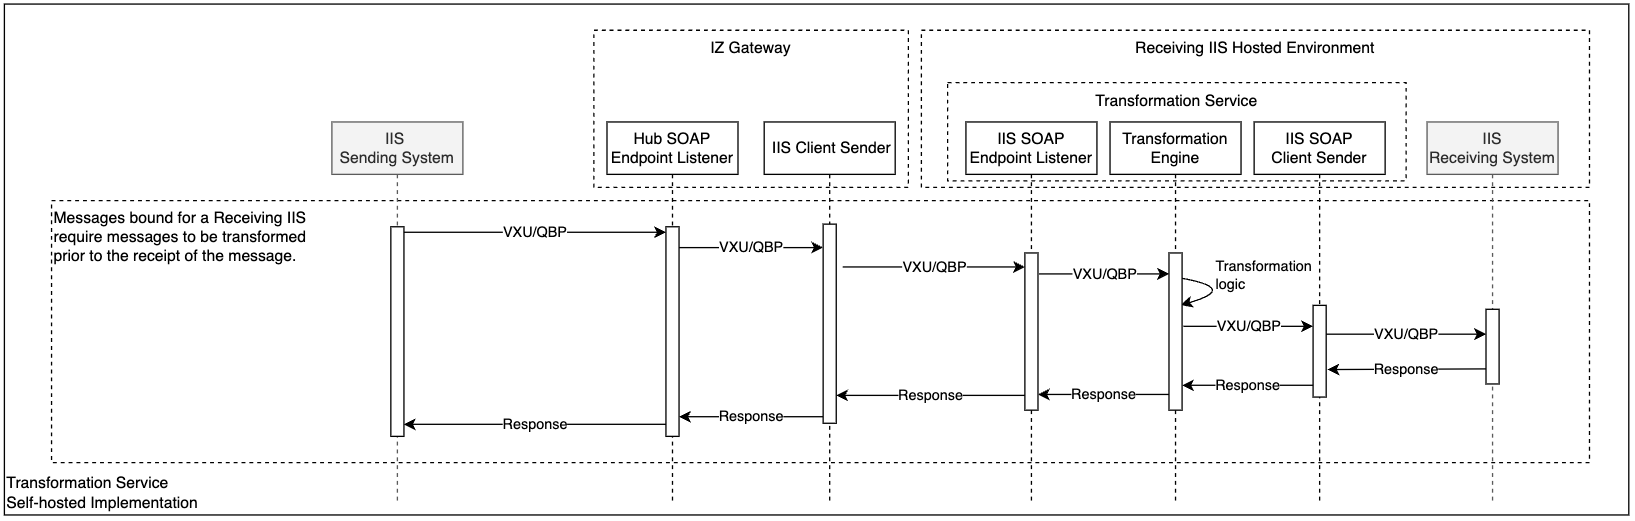 IZ Gateway
Receiving IIS Hosted Environment
Transformation Service
IIS
Sending System
Hub SOAP
Endpoint Listener
IIS Client Sender
IIS SOAP
Endpoint Listener
Transformation
Engine
IIS SOAP
Client Sender
IIS
Receiving System
Messages bound for a Receiving IIS
require messages to be transformed
prior to the receipt of the message.
VXU/QBP
VXU/QBP
VXU/QBP
VXU/QBP
Transformation
logic
VXU/QBP
VXU/QBP
Response
Response
Response
Response
Response
Response
Transformation Service
Self-hosted Implementation